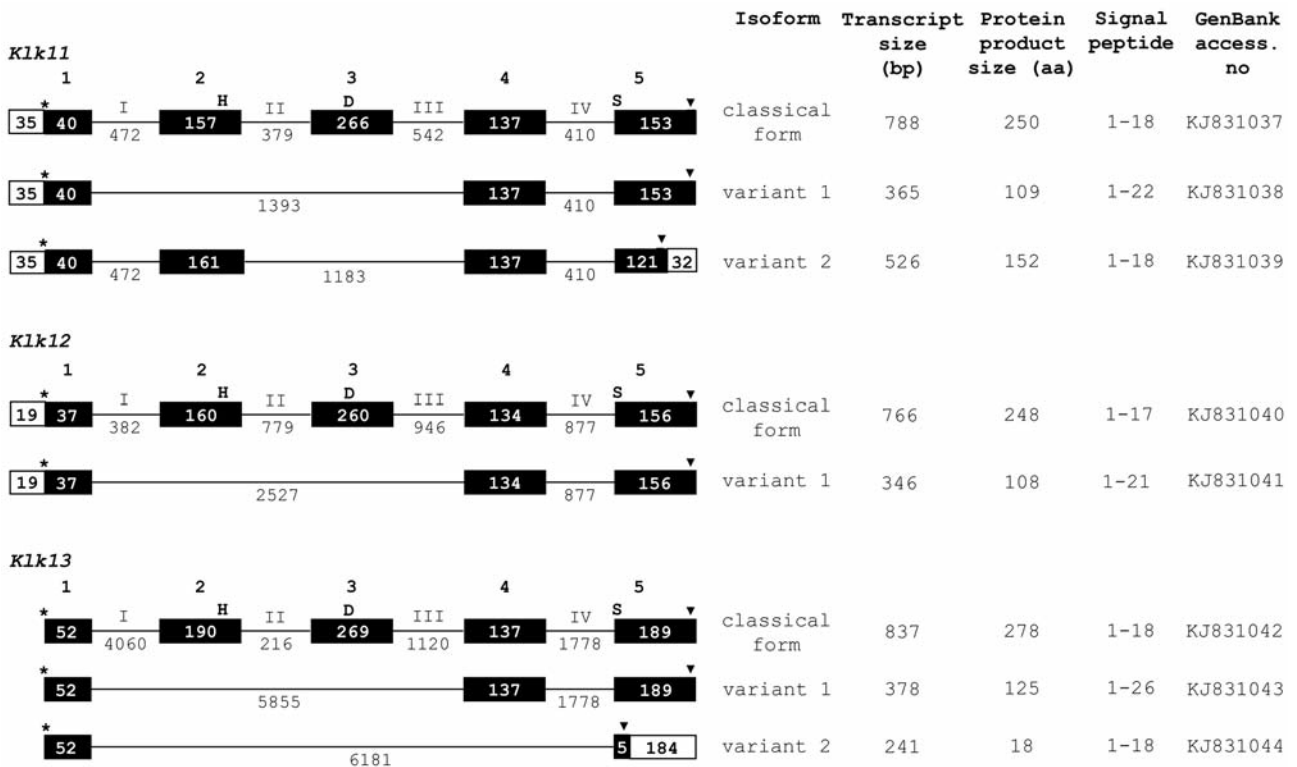 Isoform Transcript Protein Signal GenBank
size product peptide access.
(bp) size (aa) no
Klk11
1 2 3 4 5
* I H II D III IV S ▼
35 40 157 266 137 153 classical form 788 250 1-18 KJ831037
472 379 542 410
* ▼
35 40 137 153 variant 1 365 109 1-22 KJ831038
1393 410
* ▼
35 40 161 137 121 32 variant 2 526 152 1-18 KJ831039
472 1183 410
Klk12
1 2 3 4 5
* I H II D III IV S ▼
19 37 160 260 134 156 classical form 766 248 1-17 KJ831040
382 779 946 877
* ▼
19 37 134 156 variant 1 346 108 1-21 KJ831041
2527 877
Klk13
1 2 3 4 5
* I H II D III IV S ▼
52 190 269 137 189 classical form 837 278 1-18 KJ831042
4060 216 1120 1778
* ▼
52 137 189 variant 1 378 125 1-26 KJ831043
5855 1778
* ▼
52 5 184 variant 2 241 18 1-18 KJ831044
6181